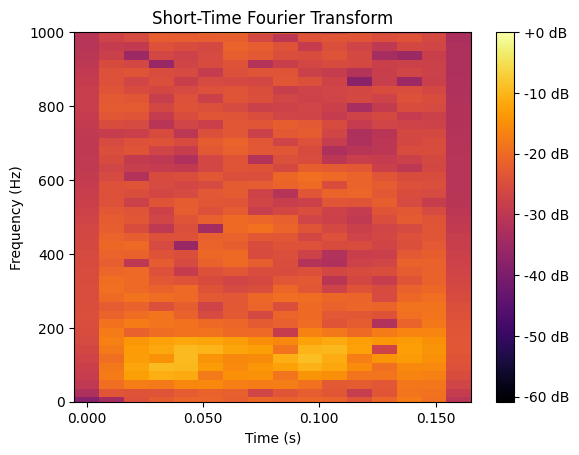 Short-Time Fourier Transform
Frequency (Hz)
1000
800
600
400
200
0
0.000
0.050
0.100
0.150
Time (s)
+0 dB
-10 dB
-20 dB
-30 dB
-40 dB
-50 dB
-60 dB